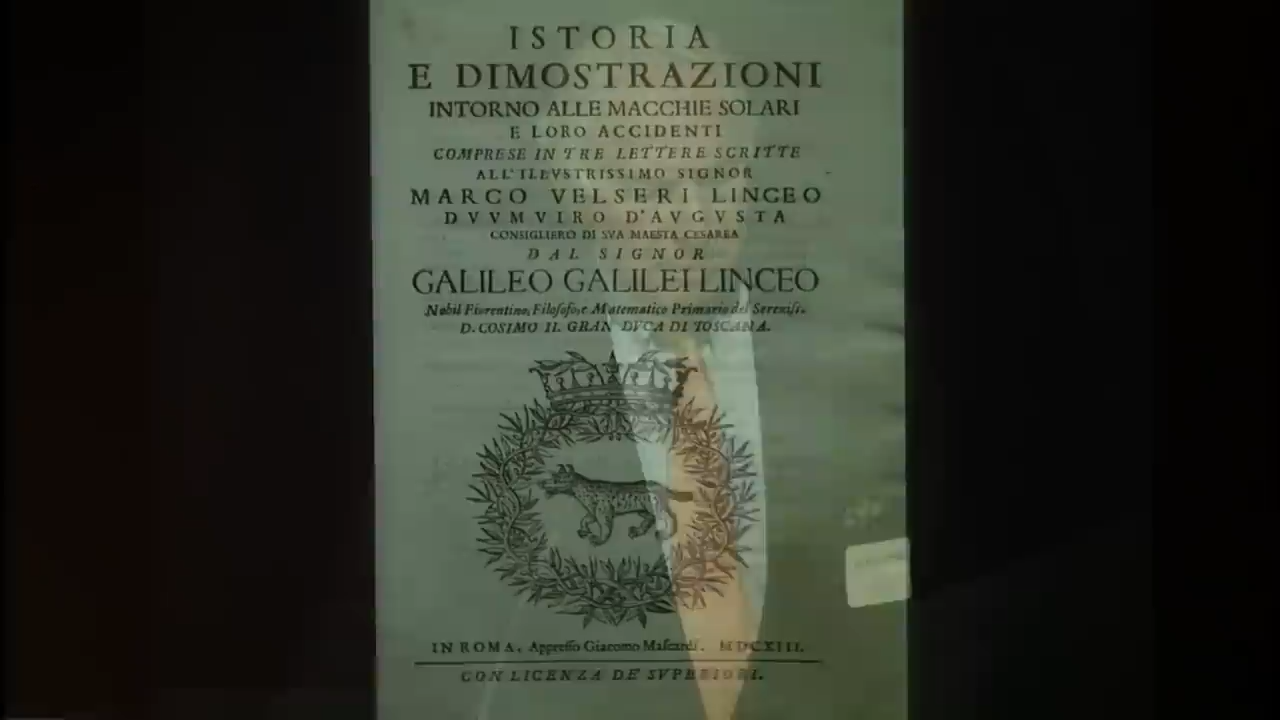 ISTORIA
E DIMOSTRAZIONI
INTORNO ALLE MACCHIE SOLARI
E LORO ACCIDENTI
COMPRESE IN TRE LETTERE SCRITTE
ALL'ILLVSTRISSIMO SIGNOR
MARCO VELSERI LINCEO
DVVMVIRO D'AVGVSTA
CONSIGLIERO DI SVA MAESTA CESAREA
DAL SIGNOR
GALILEO GALILEI LINCEO
Nobil Fiorentino, Filosofo, e Matematico Primario del Sereniss.
D. COSIMO II. GRAN DVCA DI TOSCANA.
IN ROMA, Appresso Giacomo Mascardi. MDCXIII.
CON LICENZA DE' SVPERIORI.